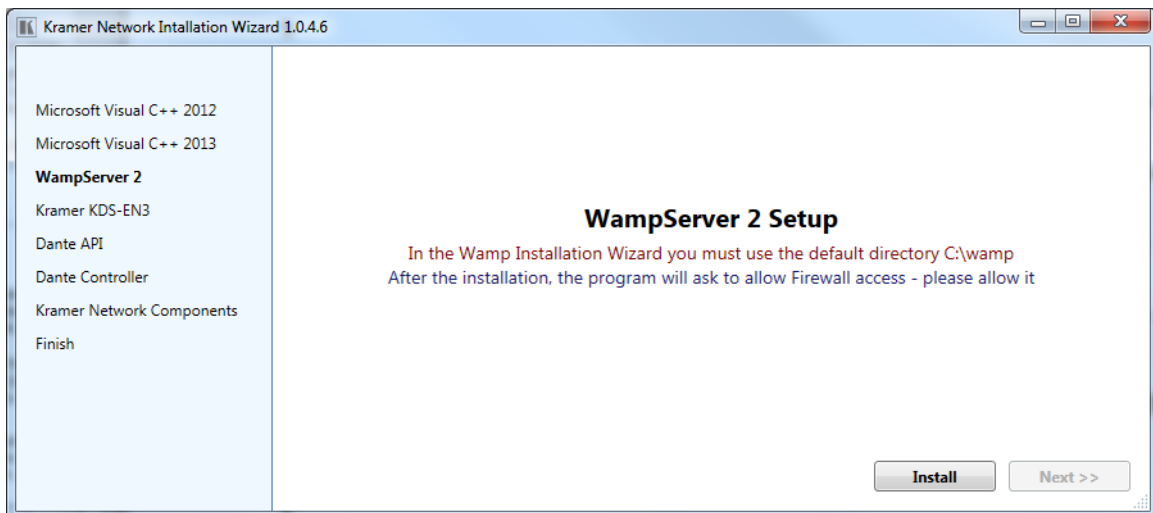 Kramer Network Intallation Wizard 1.0.4.6
Microsoft Visual C++ 2012
Microsoft Visual C++ 2013
WampServer 2
Kramer KDS-EN3
Dante API
Dante Controller
Kramer Network Components
Finish
WampServer 2 Setup
In the Wamp Installation Wizard you must use the default directory C:\wamp
After the installation, the program will ask to allow Firewall access - please allow it
Install
Next >>